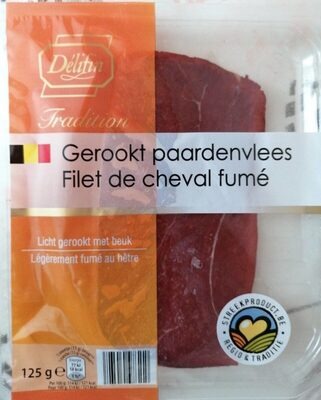 Délifin
Tradition
Gerookt paardenvlees
Filet de cheval fumé
Licht gerookt met beuk
Légèrement fumé au hêtre
STREEKPRODUCT.BE
REGIO & TRADITIE
125 g e